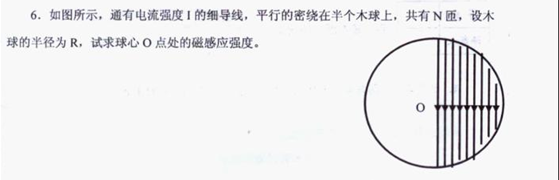 6. 如图所示，通有电流强度 I 的细导线，平行的密绕在半个木球上，共有 N 匝，设木
球的半径为 R，试求球心 O 点处的磁感应强度。
O